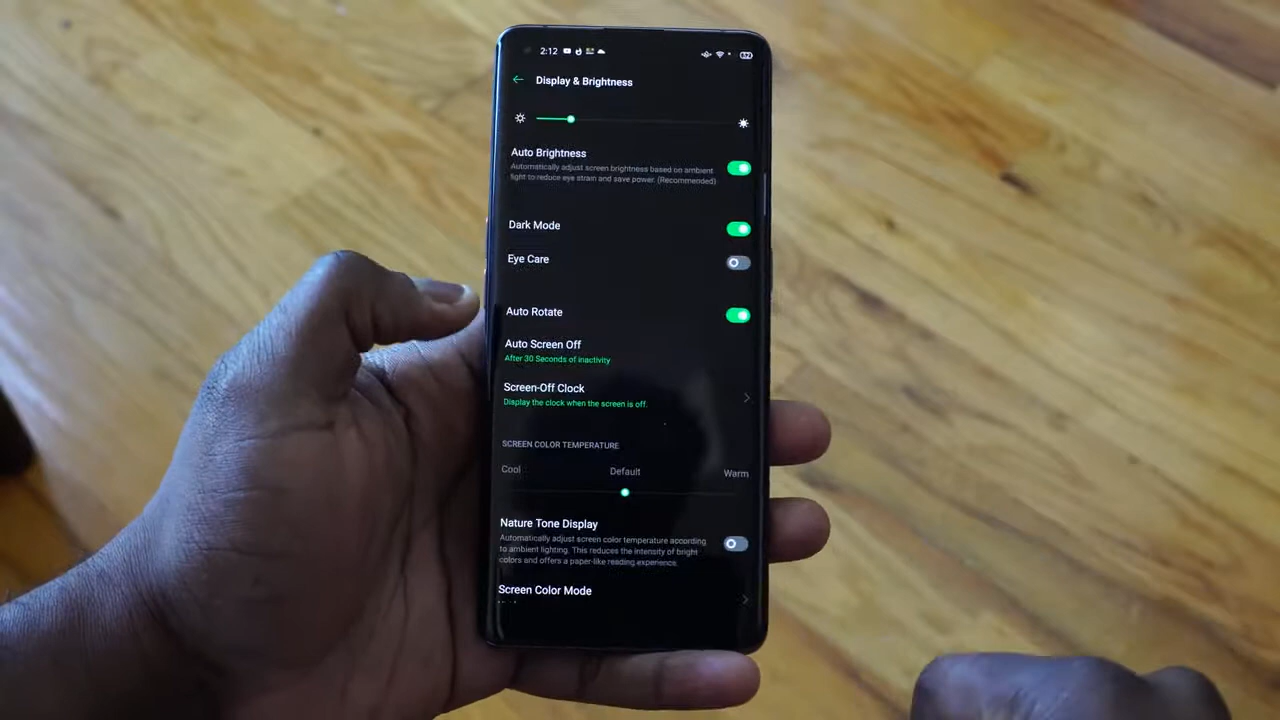 2:12
Display & Brightness
Auto Brightness
Automatically adjust screen brightness based on ambient
light to reduce eye strain and save power. (Recommended)
Dark Mode
Eye Care
Auto Rotate
Auto Screen Off
After 30 Seconds of inactivity
Screen-Off Clock
Display the clock when the screen is off.
SCREEN COLOR TEMPERATURE
Cool Default Warm
Nature Tone Display
Automatically adjust screen color temperature according
to ambient lighting. This reduces the intensity of bright
colors and offers a paper-like reading experience.
Screen Color Mode